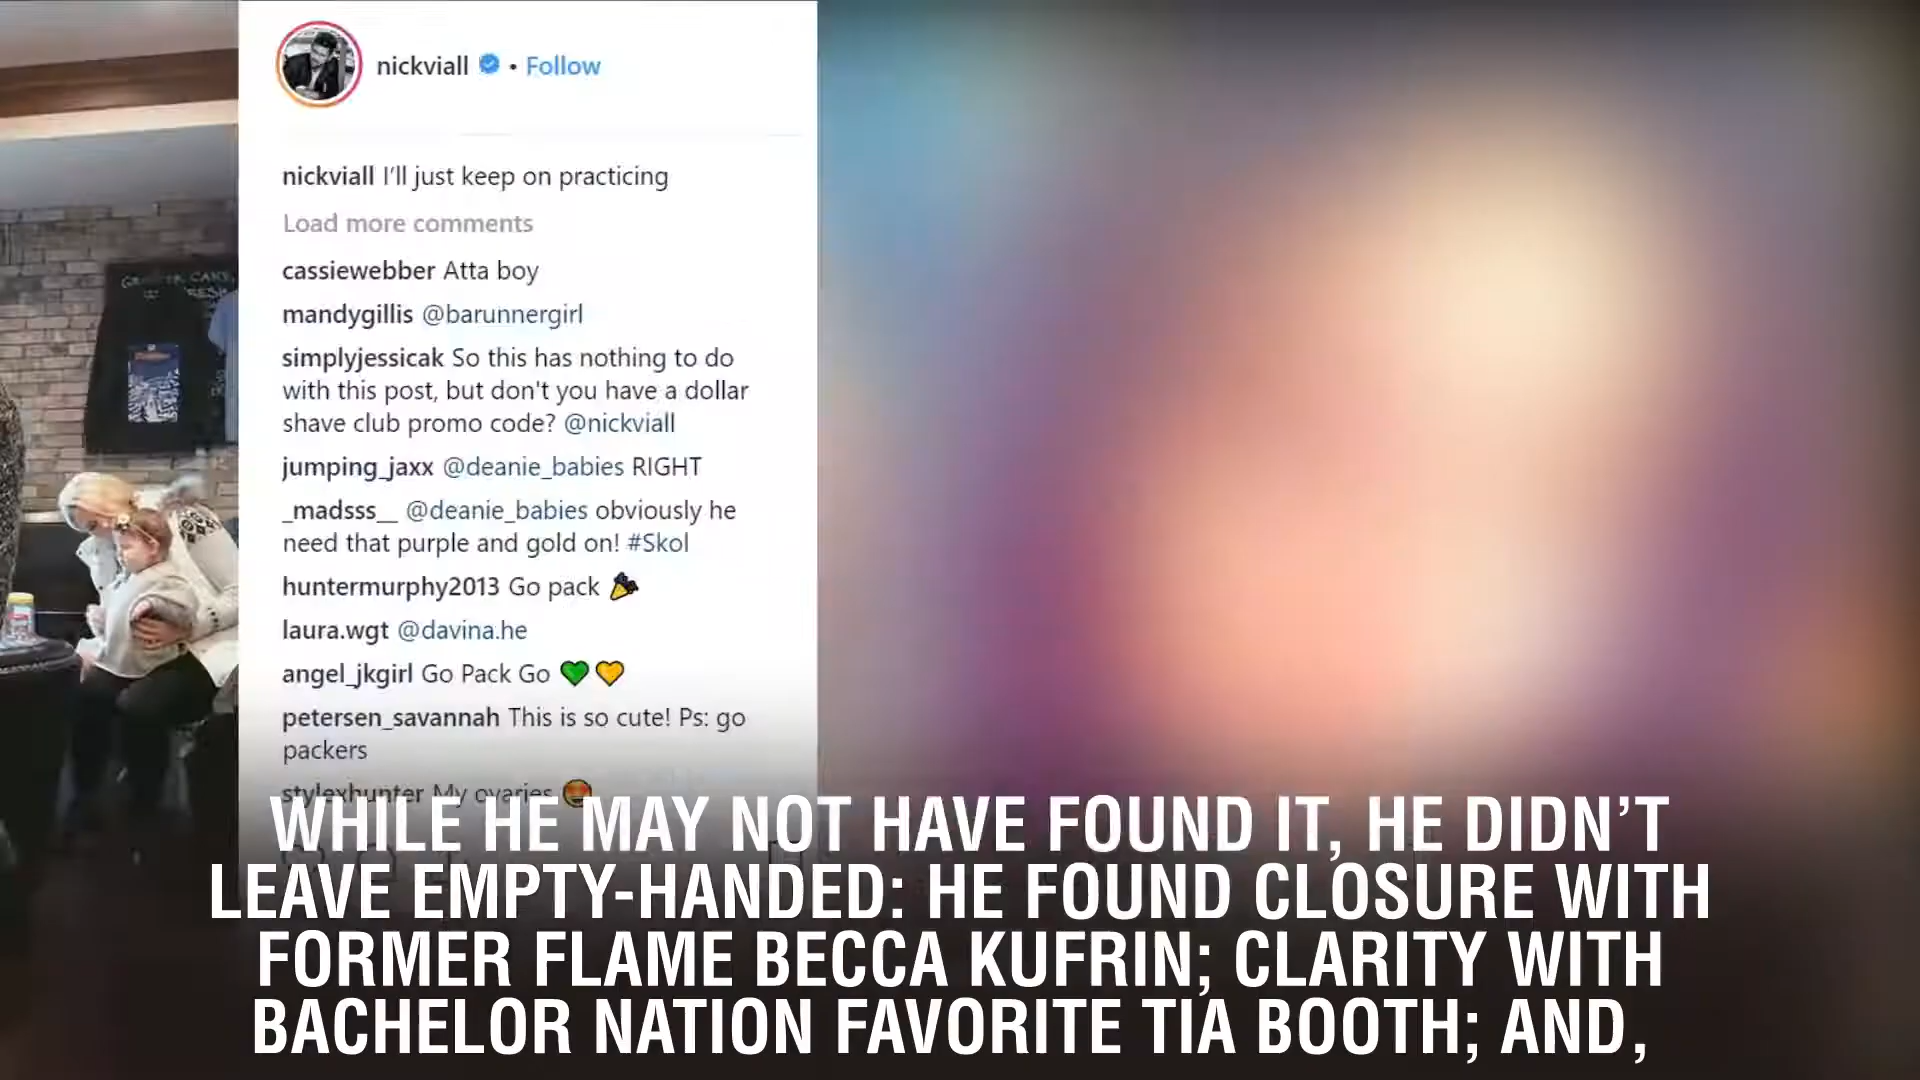 nickviall • Follow
nickviall I'll just keep on practicing
Load more comments
cassiewebber Atta boy
mandygillis @barunnergirl
simplyjessicak So this has nothing to do
with this post, but don't you have a dollar
shave club promo code? @nickviall
jumping_jaxx @deanie_babies RIGHT
_madsss__ @deanie_babies obviously he
need that purple and gold on! #Skol
huntermurphy2013 Go pack 🎉
laura.wgt @davina.he
angel_jkgirl Go Pack Go 💚💛
petersen_savannah This is so cute! Ps: go
packers
stylexhunter My ovaries 😍
WHILE HE MAY NOT HAVE FOUND IT, HE DIDN’T
LEAVE EMPTY-HANDED: HE FOUND CLOSURE WITH
FORMER FLAME BECCA KUFRIN; CLARITY WITH
BACHELOR NATION FAVORITE TIA BOOTH; AND,